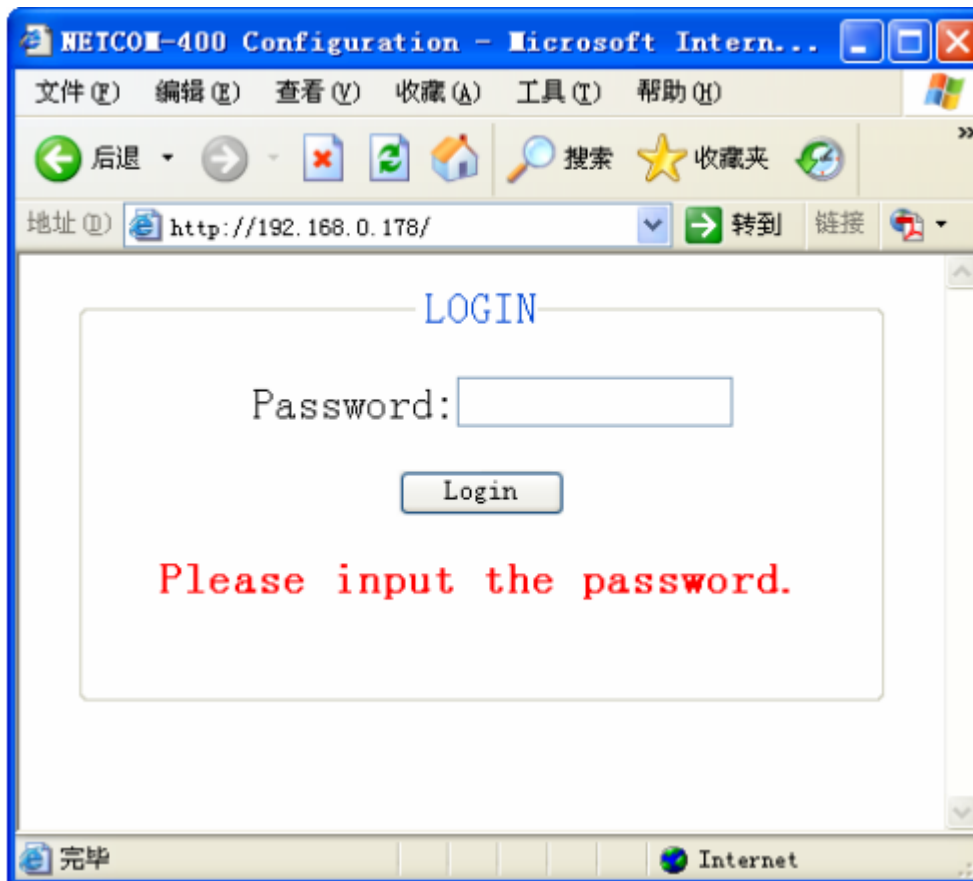 NETCOM-400 Configuration - Microsoft Intern...
文件(F) 编辑(E) 查看(V) 收藏(A) 工具(T) 帮助(H)
后退 搜索 收藏夹 »
地址(D) http://192.168.0.178/ 转到 链接
LOGIN
Password:
Login
Please input the password.
完毕 Internet